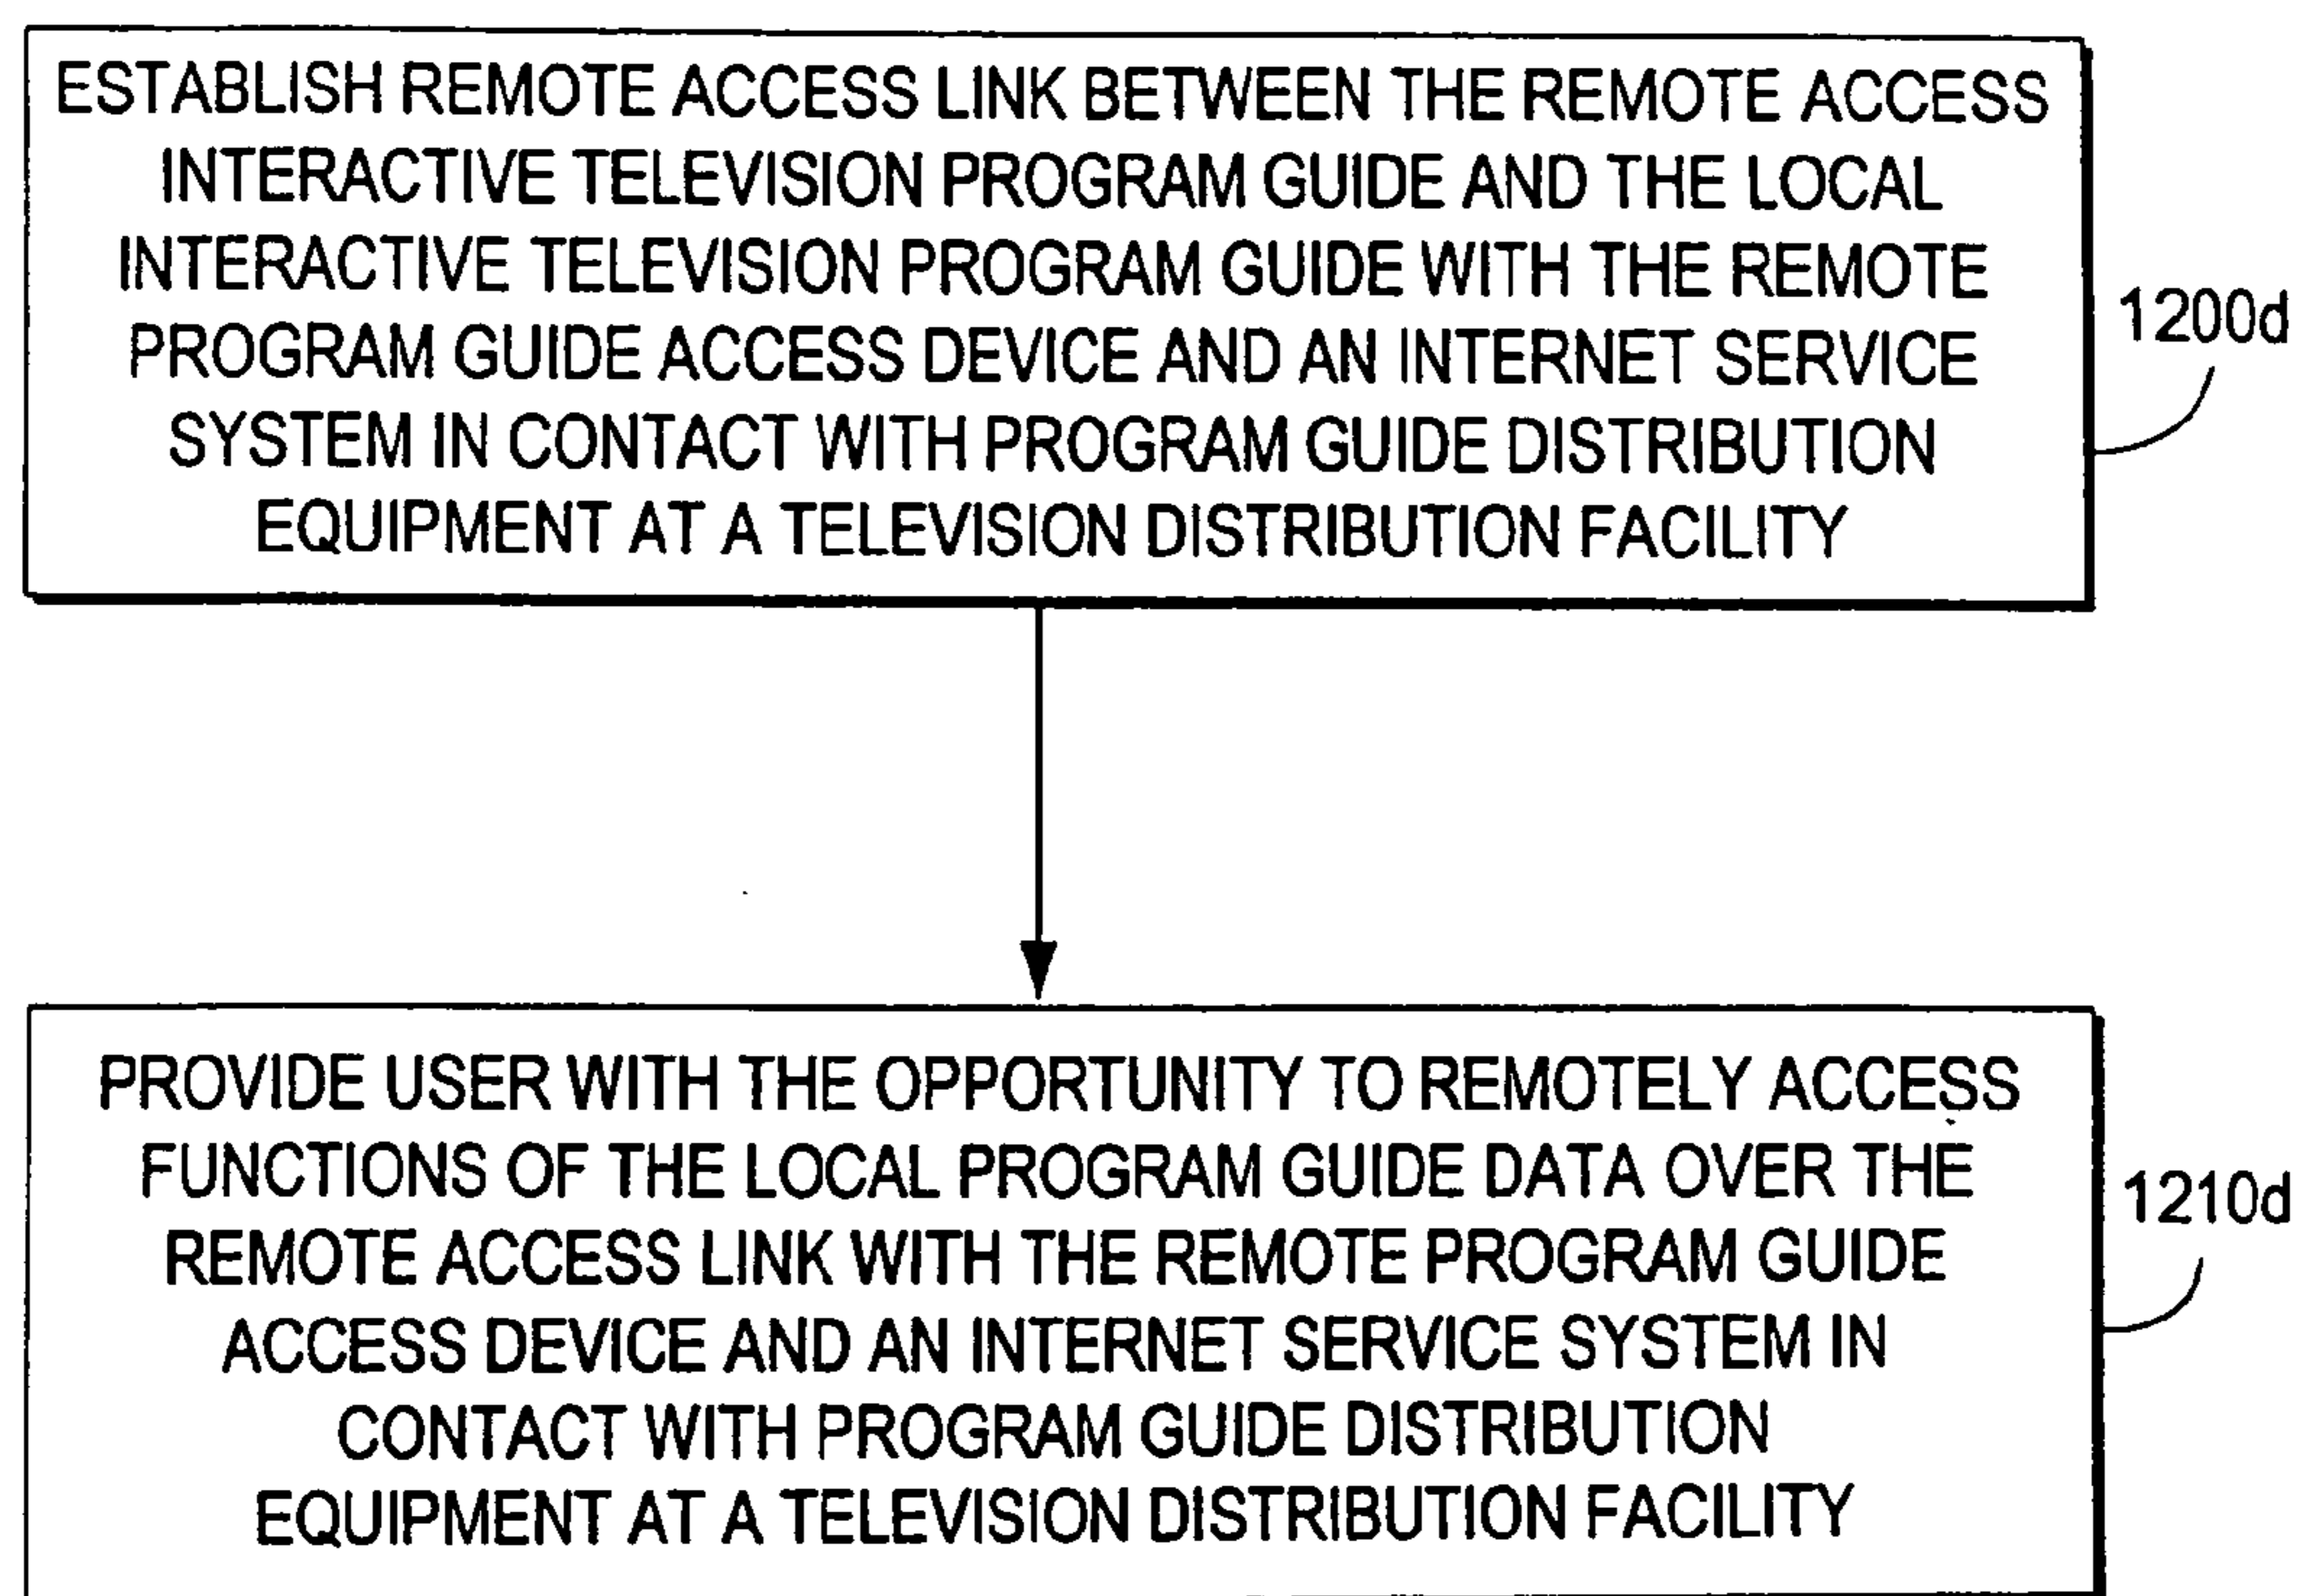 ESTABLISH REMOTE ACCESS LINK BETWEEN THE REMOTE ACCESS
INTERACTIVE TELEVISION PROGRAM GUIDE AND THE LOCAL
INTERACTIVE TELEVISION PROGRAM GUIDE WITH THE REMOTE
PROGRAM GUIDE ACCESS DEVICE AND AN INTERNET SERVICE
SYSTEM IN CONTACT WITH PROGRAM GUIDE DISTRIBUTION
EQUIPMENT AT A TELEVISION DISTRIBUTION FACILITY
1200d
PROVIDE USER WITH THE OPPORTUNITY TO REMOTELY ACCESS
FUNCTIONS OF THE LOCAL PROGRAM GUIDE DATA OVER THE
REMOTE ACCESS LINK WITH THE REMOTE PROGRAM GUIDE
ACCESS DEVICE AND AN INTERNET SERVICE SYSTEM IN
CONTACT WITH PROGRAM GUIDE DISTRIBUTION
EQUIPMENT AT A TELEVISION DISTRIBUTION FACILITY
1210d